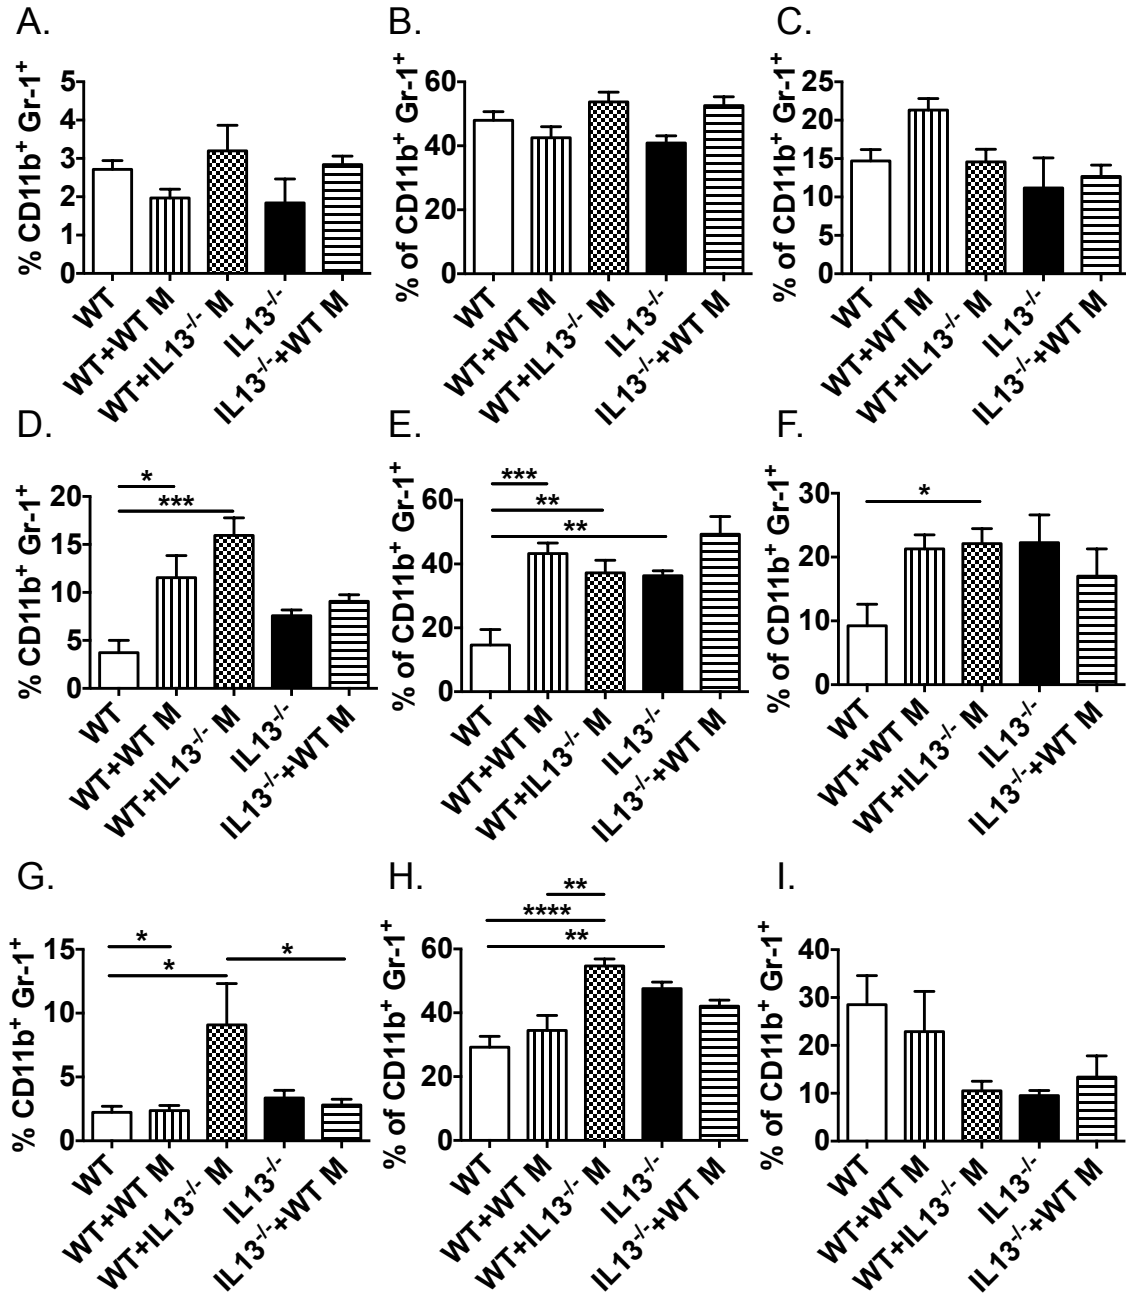 A.
% CD11b⁺ Gr-1⁺
5
4
3
2
1
0
WT
WT+WT M
WT+IL13⁻/⁻ M
IL13⁻/⁻
IL13⁻/⁻+WT M
B.
% of CD11b⁺ Gr-1⁺
60
40
20
0
WT
WT+WT M
WT+IL13⁻/⁻ M
IL13⁻/⁻
IL13⁻/⁻+WT M
C.
% of CD11b⁺ Gr-1⁺
25
20
15
10
5
0
WT
WT+WT M
WT+IL13⁻/⁻ M
IL13⁻/⁻
IL13⁻/⁻+WT M
D.
% CD11b⁺ Gr-1⁺
*
***
20
15
10
5
0
WT
WT+WT M
WT+IL13⁻/⁻ M
IL13⁻/⁻
IL13⁻/⁻+WT M
E.
% of CD11b⁺ Gr-1⁺
***
**
**
60
40
20
0
WT
WT+WT M
WT+IL13⁻/⁻ M
IL13⁻/⁻
IL13⁻/⁻+WT M
F.
% of CD11b⁺ Gr-1⁺
*
30
20
10
0
WT
WT+WT M
WT+IL13⁻/⁻ M
IL13⁻/⁻
IL13⁻/⁻+WT M
G.
% CD11b⁺ Gr-1⁺
*
*
*
15
10
5
0
WT
WT+WT M
WT+IL13⁻/⁻ M
IL13⁻/⁻
IL13⁻/⁻+WT M
H.
% of CD11b⁺ Gr-1⁺
**
****
**
60
40
20
0
WT
WT+WT M
WT+IL13⁻/⁻ M
IL13⁻/⁻
IL13⁻/⁻+WT M
I.
% of CD11b⁺ Gr-1⁺
40
30
20
10
0
WT
WT+WT M
WT+IL13⁻/⁻ M
IL13⁻/⁻
IL13⁻/⁻+WT M